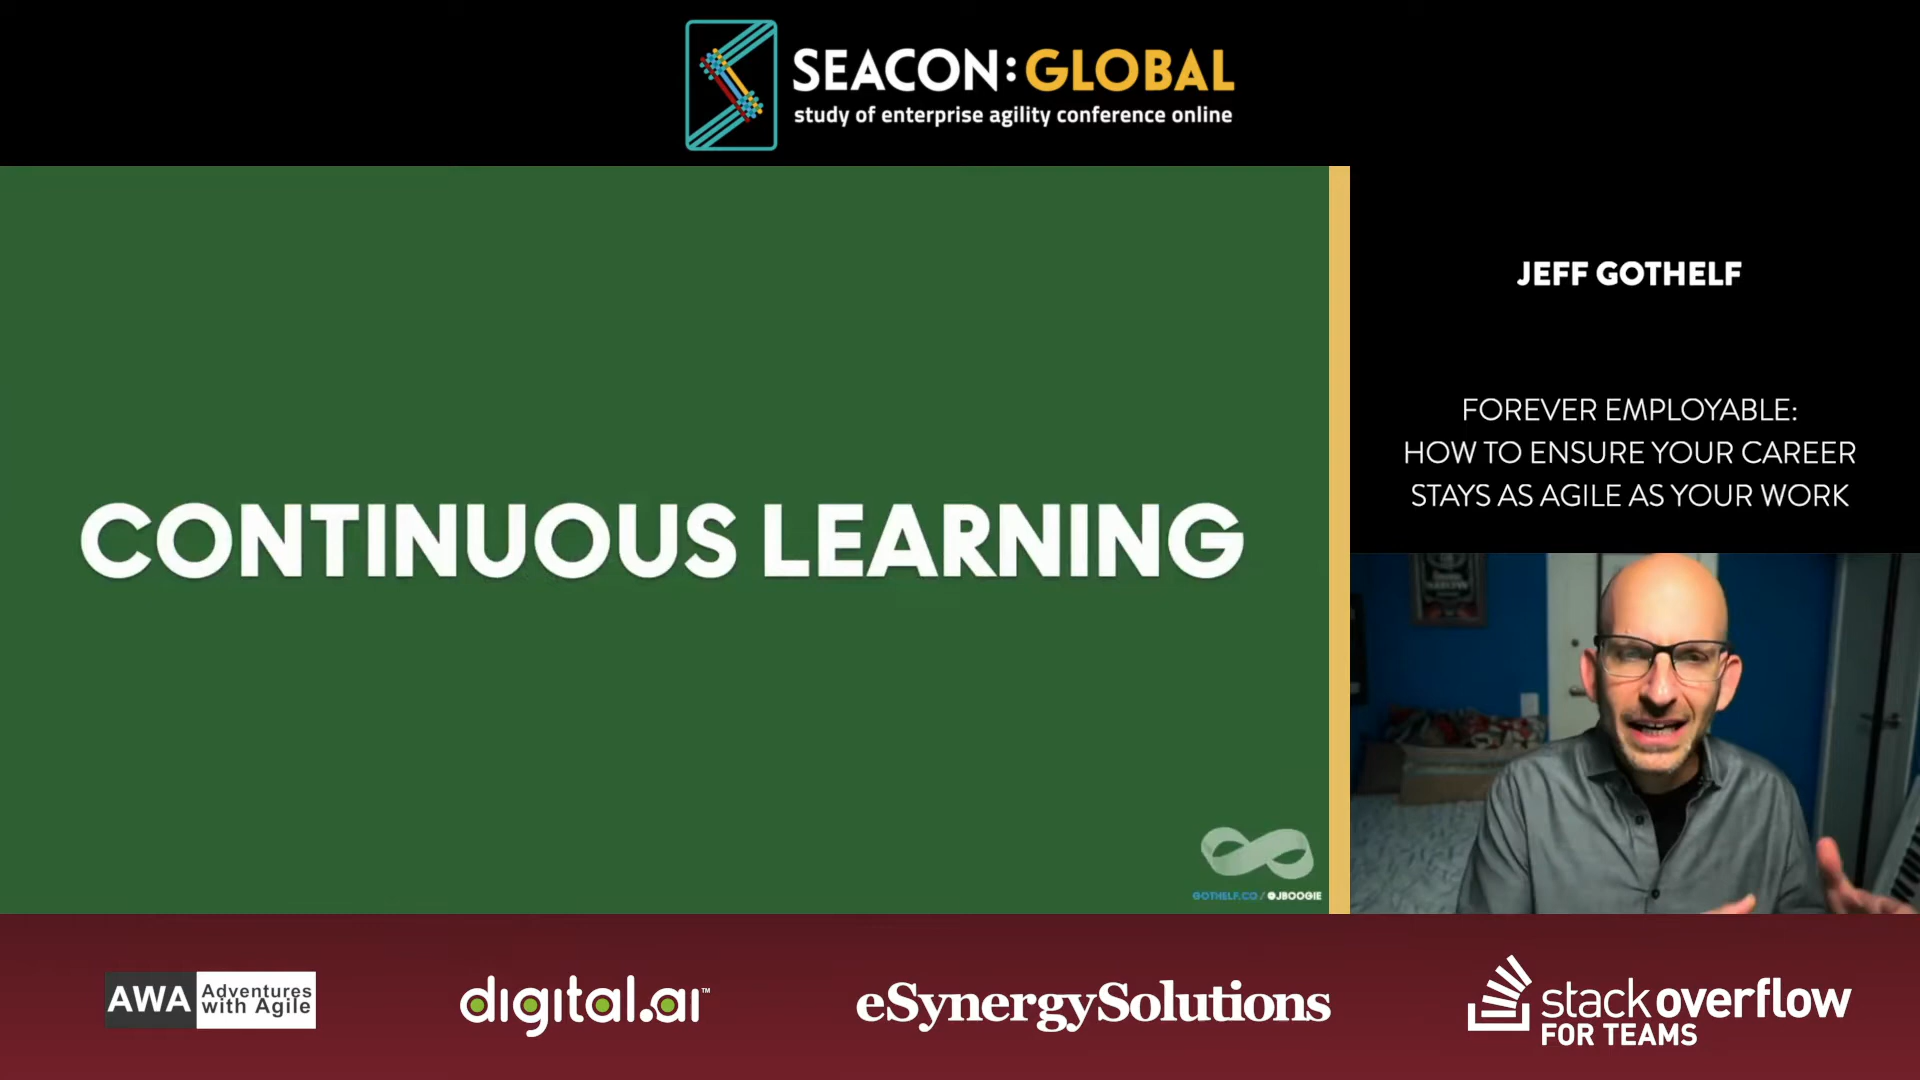 SEACON:GLOBAL
study of enterprise agility conference online
JEFF GOTHELF
FOREVER EMPLOYABLE:
HOW TO ENSURE YOUR CAREER
STAYS AS AGILE AS YOUR WORK
CONTINUOUS LEARNING
GOTHELF.CO / @JBOOGIE
AWA Adventures
with Agile
digital.ai™
eSynergySolutions
stackoverflow
FOR TEAMS